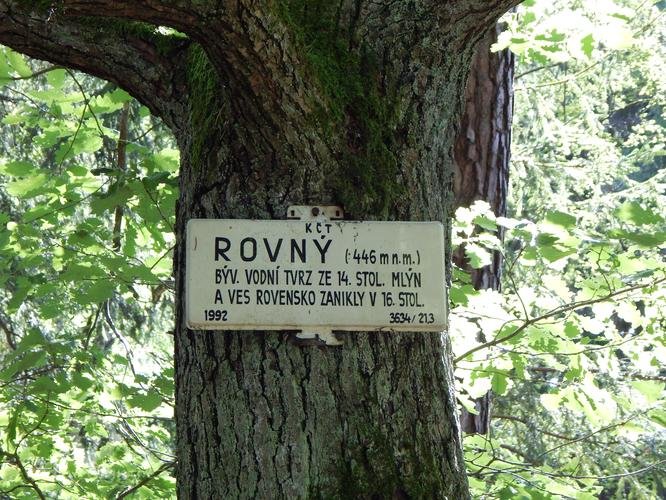 KČT
ROVNÝ (:446 m n.m.)
BÝV. VODNÍ TVRZ ZE 14. STOL. MLÝN
A VES ROVENSKO ZANIKLY V 16. STOL.
1992 3634/213